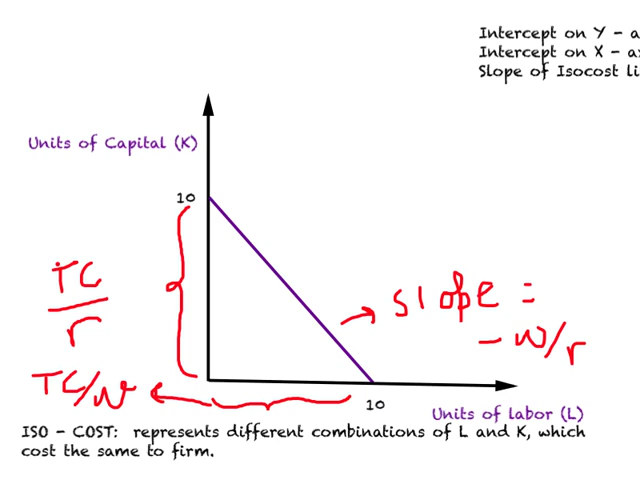 Intercept on Y - a
Intercept on X - ax
Slope of Isocost li
Units of Capital (K)
10
TC
r
slope =
- w/r
TC/w
10
Units of labor (L)
ISO - COST: represents different combinations of L and K, which
cost the same to firm.